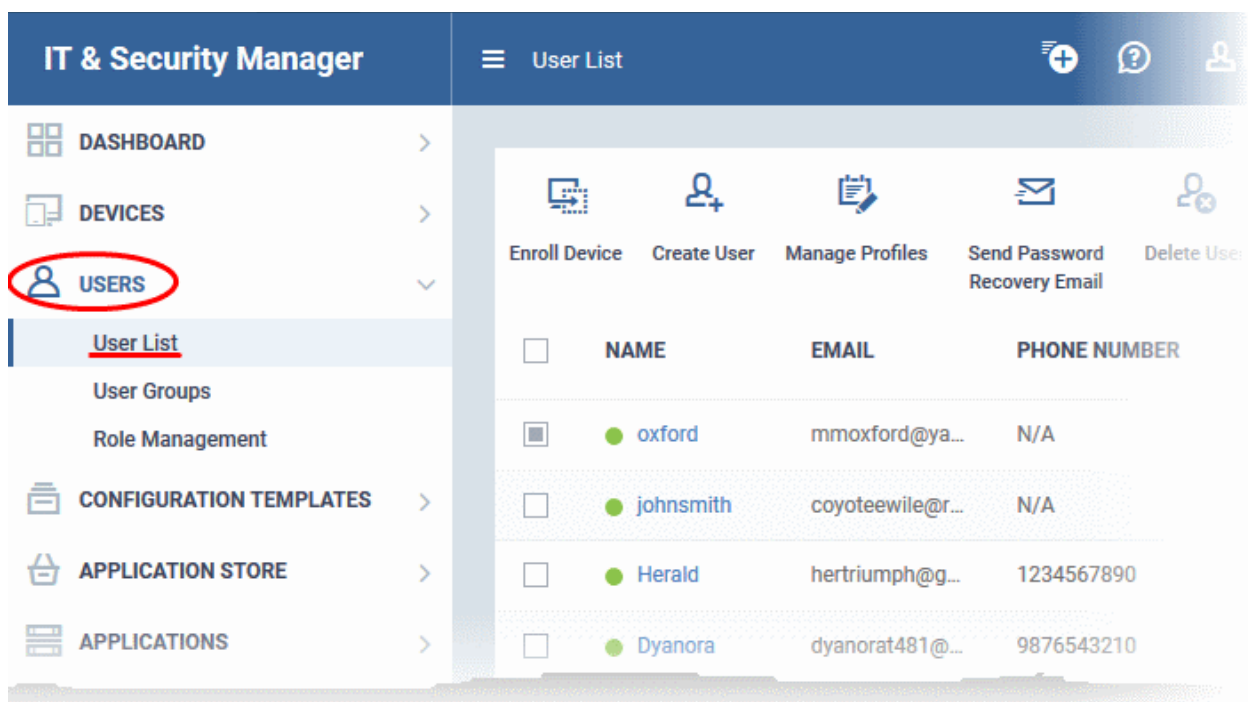 IT & Security Manager
User List
DASHBOARD
DEVICES
USERS
User List
User Groups
Role Management
CONFIGURATION TEMPLATES
APPLICATION STORE
APPLICATIONS
Enroll Device
Create User
Manage Profiles
Send Password
Recovery Email
Delete User
NAME EMAIL PHONE NUMBER
oxford mmoxford@ya... N/A
johnsmith coyoteewile@r... N/A
Herald hertriumph@g... 1234567890
Dyanora dyanorat481@... 9876543210